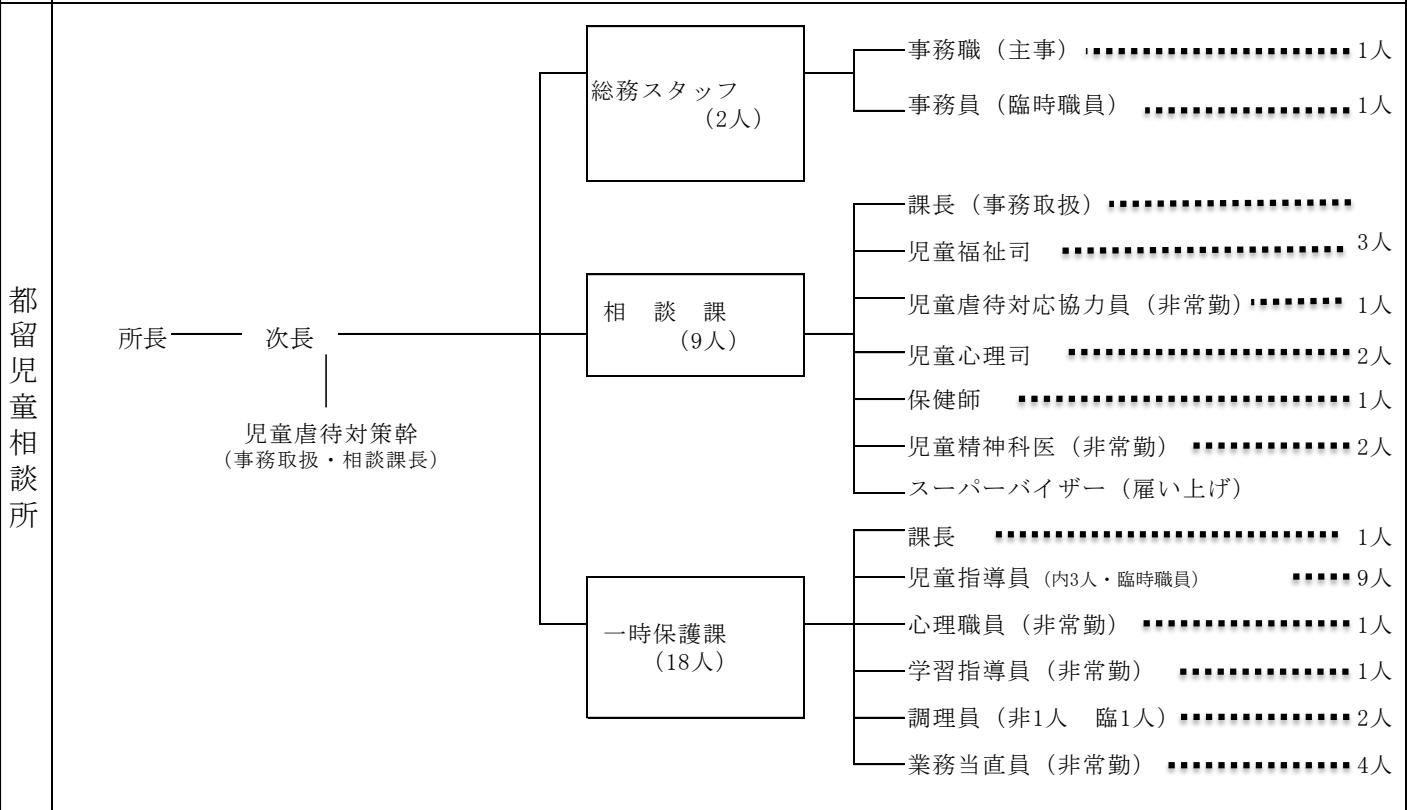 都留児童相談所
所長
次長
児童虐待対策幹
（事務取扱・相談課長）
総務スタッフ
（2人）
事務職（主事） 1人
事務員（臨時職員） 1人
相　談　課
（9人）
課長（事務取扱）
児童福祉司 3人
児童虐待対応協力員（非常勤） 1人
児童心理司 2人
保健師 1人
児童精神科医（非常勤） 2人
スーパーバイザー（雇い上げ）
一時保護課
（18人）
課長 1人
児童指導員（内3人・臨時職員） 9人
心理職員（非常勤） 1人
学習指導員（非常勤） 1人
調理員（非1人　臨1人） 2人
業務当直員（非常勤） 4人